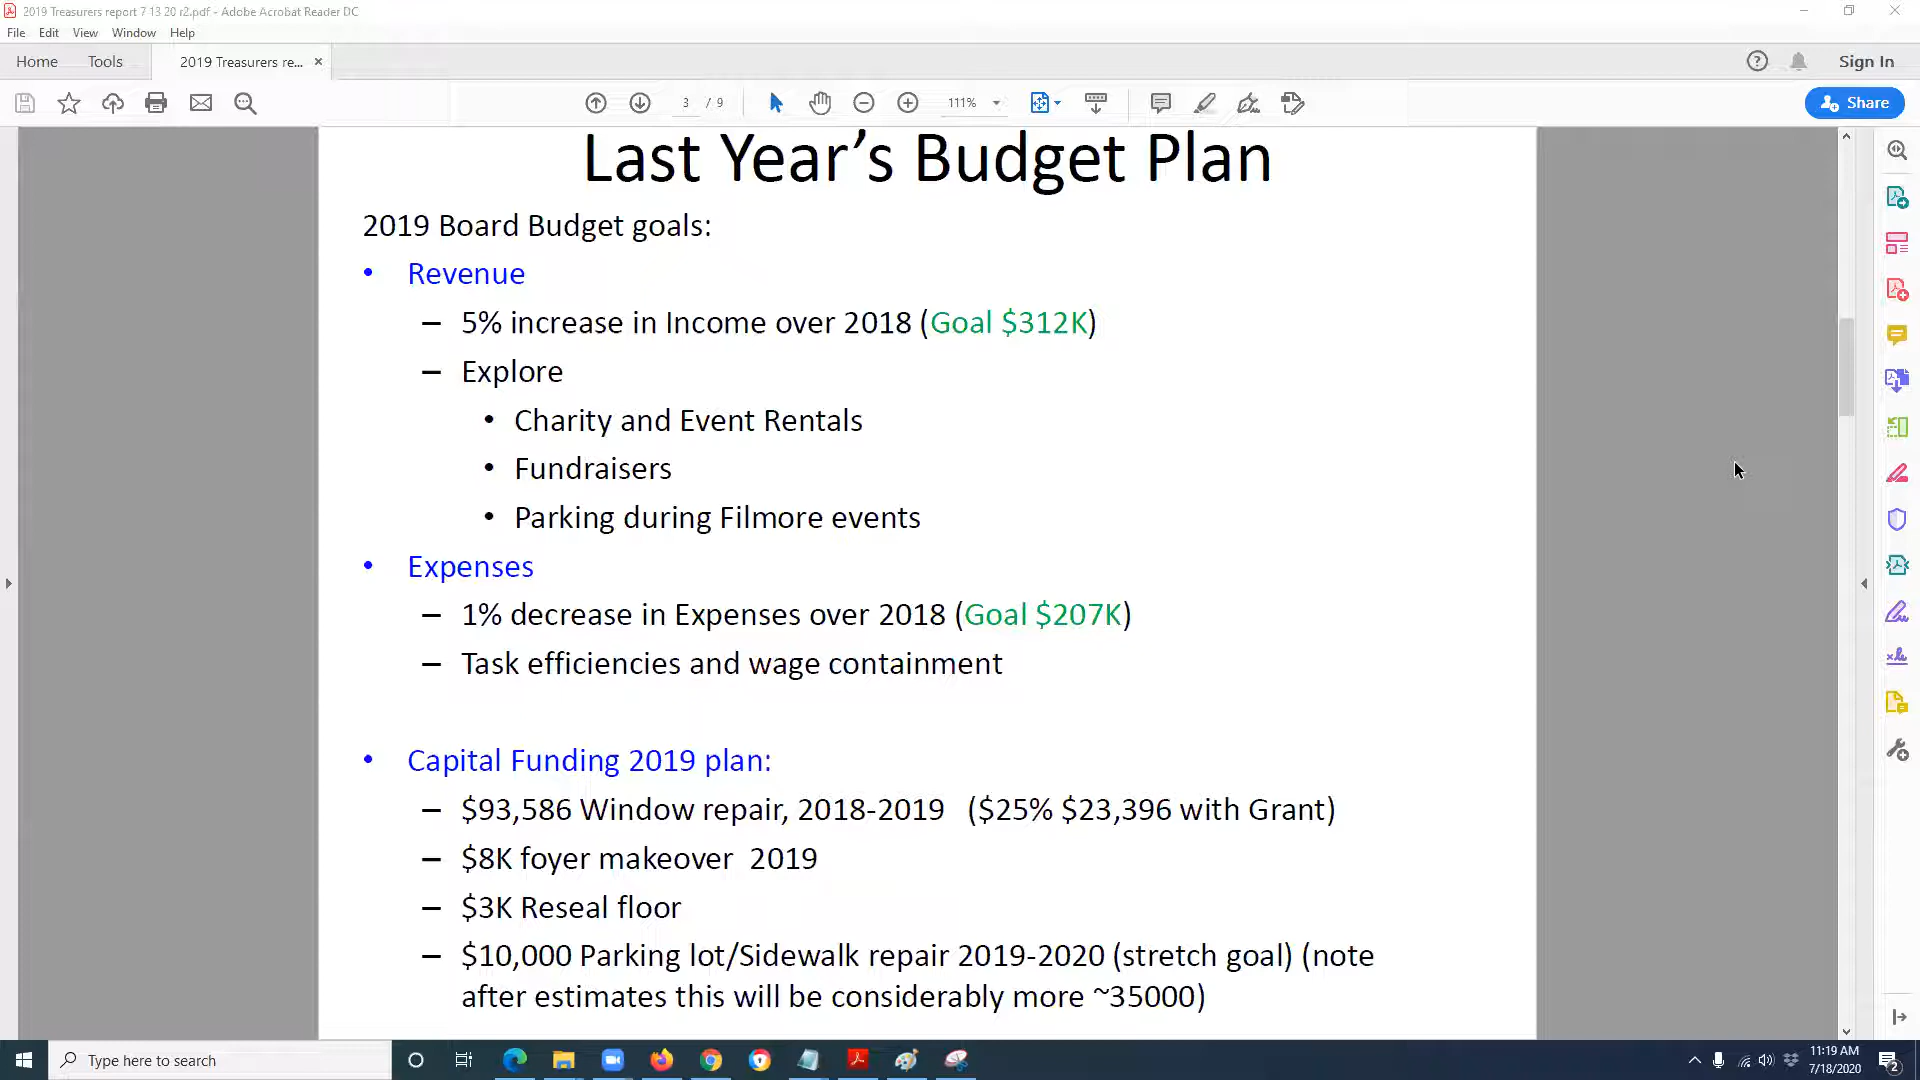 2019 Treasurers report 7 13 20 r2.pdf - Adobe Acrobat Reader DC
File Edit View Window Help
Home Tools 2019 Treasurers re... × Sign In
3 / 9 111% Share
Last Year’s Budget Plan
2019 Board Budget goals:
• Revenue
– 5% increase in Income over 2018 (Goal $312K)
– Explore
• Charity and Event Rentals
• Fundraisers
• Parking during Filmore events
• Expenses
– 1% decrease in Expenses over 2018 (Goal $207K)
– Task efficiencies and wage containment
• Capital Funding 2019 plan:
– $93,586 Window repair, 2018-2019 ($25% $23,396 with Grant)
– $8K foyer makeover 2019
– $3K Reseal floor
– $10,000 Parking lot/Sidewalk repair 2019-2020 (stretch goal) (note
after estimates this will be considerably more ~35000)
Type here to search
11:19 AM
7/18/2020
2